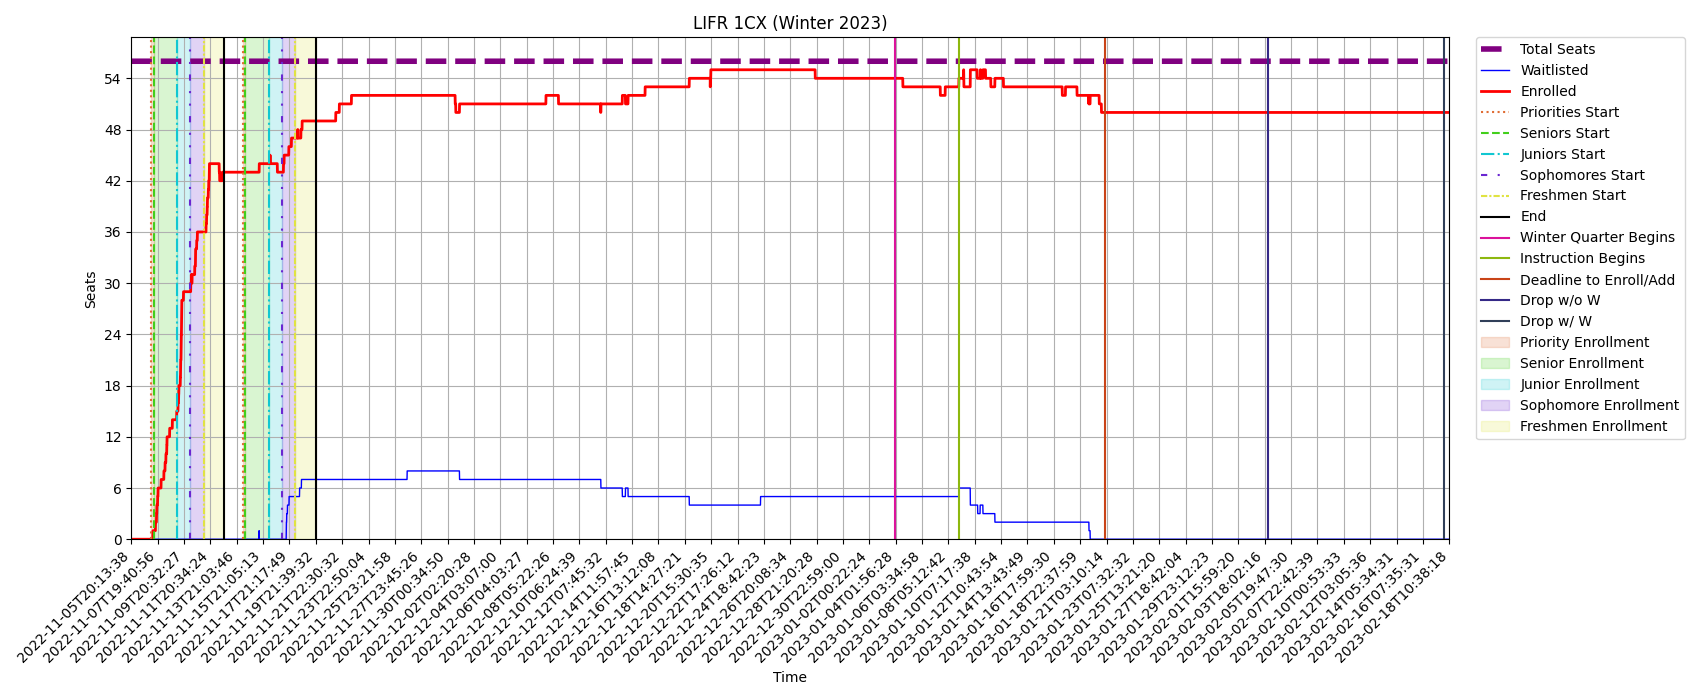 LIFR 1CX (Winter 2023)
Seats
54
48
42
36
30
24
18
12
6
0
2022-11-05T20:13:38
2022-11-07T19:40:56
2022-11-09T20:32:27
2022-11-11T20:34:24
2022-11-13T21:03:46
2022-11-15T21:05:13
2022-11-17T21:17:49
2022-11-19T21:39:32
2022-11-21T22:30:32
2022-11-23T22:50:04
2022-11-25T23:21:58
2022-11-27T23:45:26
2022-11-30T00:34:50
2022-12-02T02:20:28
2022-12-04T03:07:00
2022-12-06T04:03:27
2022-12-08T05:22:26
2022-12-10T06:24:39
2022-12-12T07:45:32
2022-12-14T11:57:45
2022-12-16T13:12:08
2022-12-18T14:27:21
2022-12-20T15:30:35
2022-12-22T17:26:12
2022-12-24T18:42:23
2022-12-26T20:08:34
2022-12-28T21:20:28
2022-12-30T22:59:00
2023-01-02T00:22:24
2023-01-04T01:56:28
2023-01-06T03:34:58
2023-01-08T05:12:42
2023-01-10T07:17:38
2023-01-12T10:43:54
2023-01-14T13:43:49
2023-01-16T17:59:30
2023-01-18T22:37:59
2023-01-21T03:10:14
2023-01-23T07:32:32
2023-01-25T13:21:20
2023-01-27T18:42:04
2023-01-29T23:12:23
2023-02-01T15:59:20
2023-02-03T18:02:16
2023-02-05T19:47:30
2023-02-07T22:42:39
2023-02-10T00:53:33
2023-02-12T03:05:36
2023-02-14T05:34:31
2023-02-16T07:35:31
2023-02-18T10:38:18
Time
Total Seats
Waitlisted
Enrolled
Priorities Start
Seniors Start
Juniors Start
Sophomores Start
Freshmen Start
End
Winter Quarter Begins
Instruction Begins
Deadline to Enroll/Add
Drop w/o W
Drop w/ W
Priority Enrollment
Senior Enrollment
Junior Enrollment
Sophomore Enrollment
Freshmen Enrollment